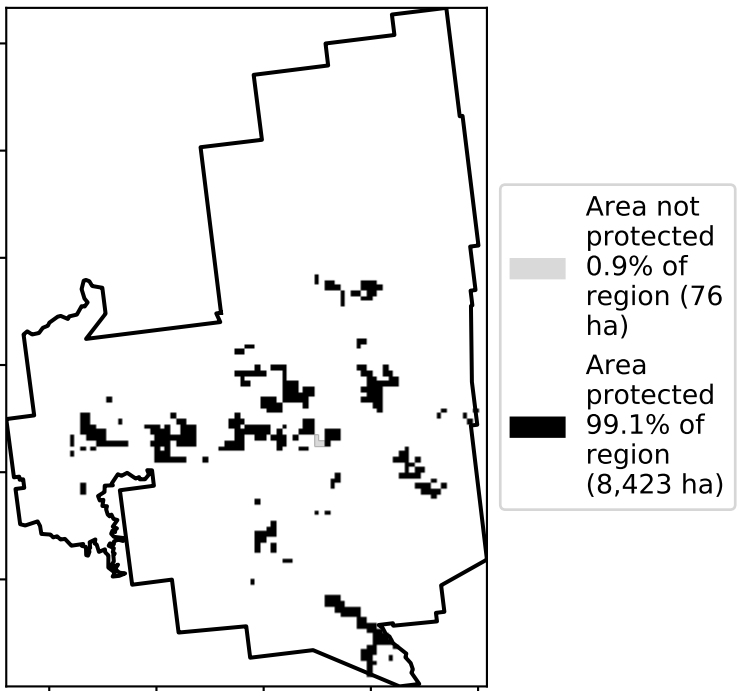 Area not
protected
0.9% of
region (76
ha)
Area
protected
99.1% of
region
(8,423 ha)